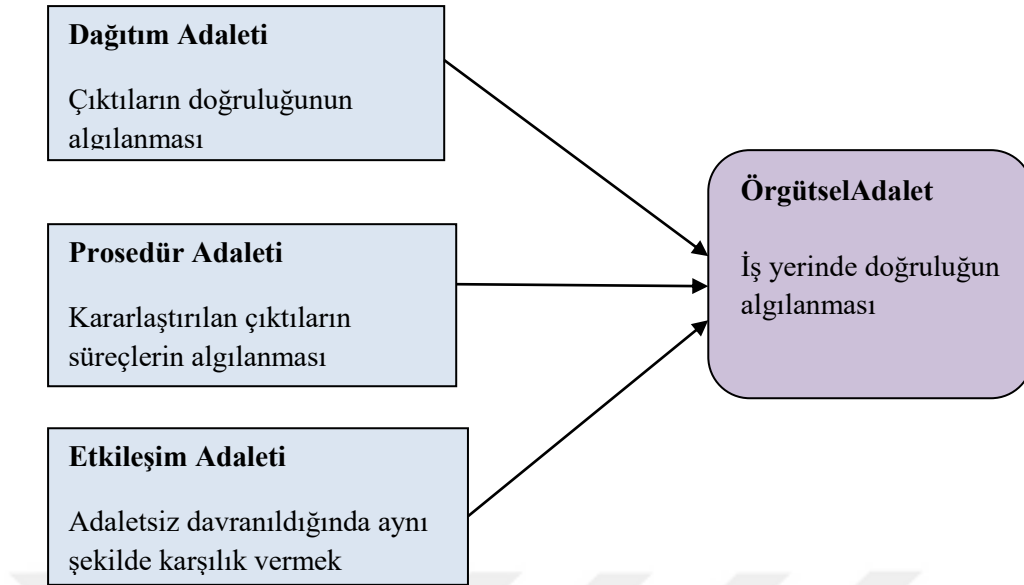 Dağıtım Adaleti
Çıktıların doğruluğunun
algılanması
Prosedür Adaleti
Kararlaştırılan çıktıların
süreçlerin algılanması
Etkileşim Adaleti
Adaletsiz davranıldığında aynı
şekilde karşılık vermek
ÖrgütselAdalet
İş yerinde doğruluğun
algılanması